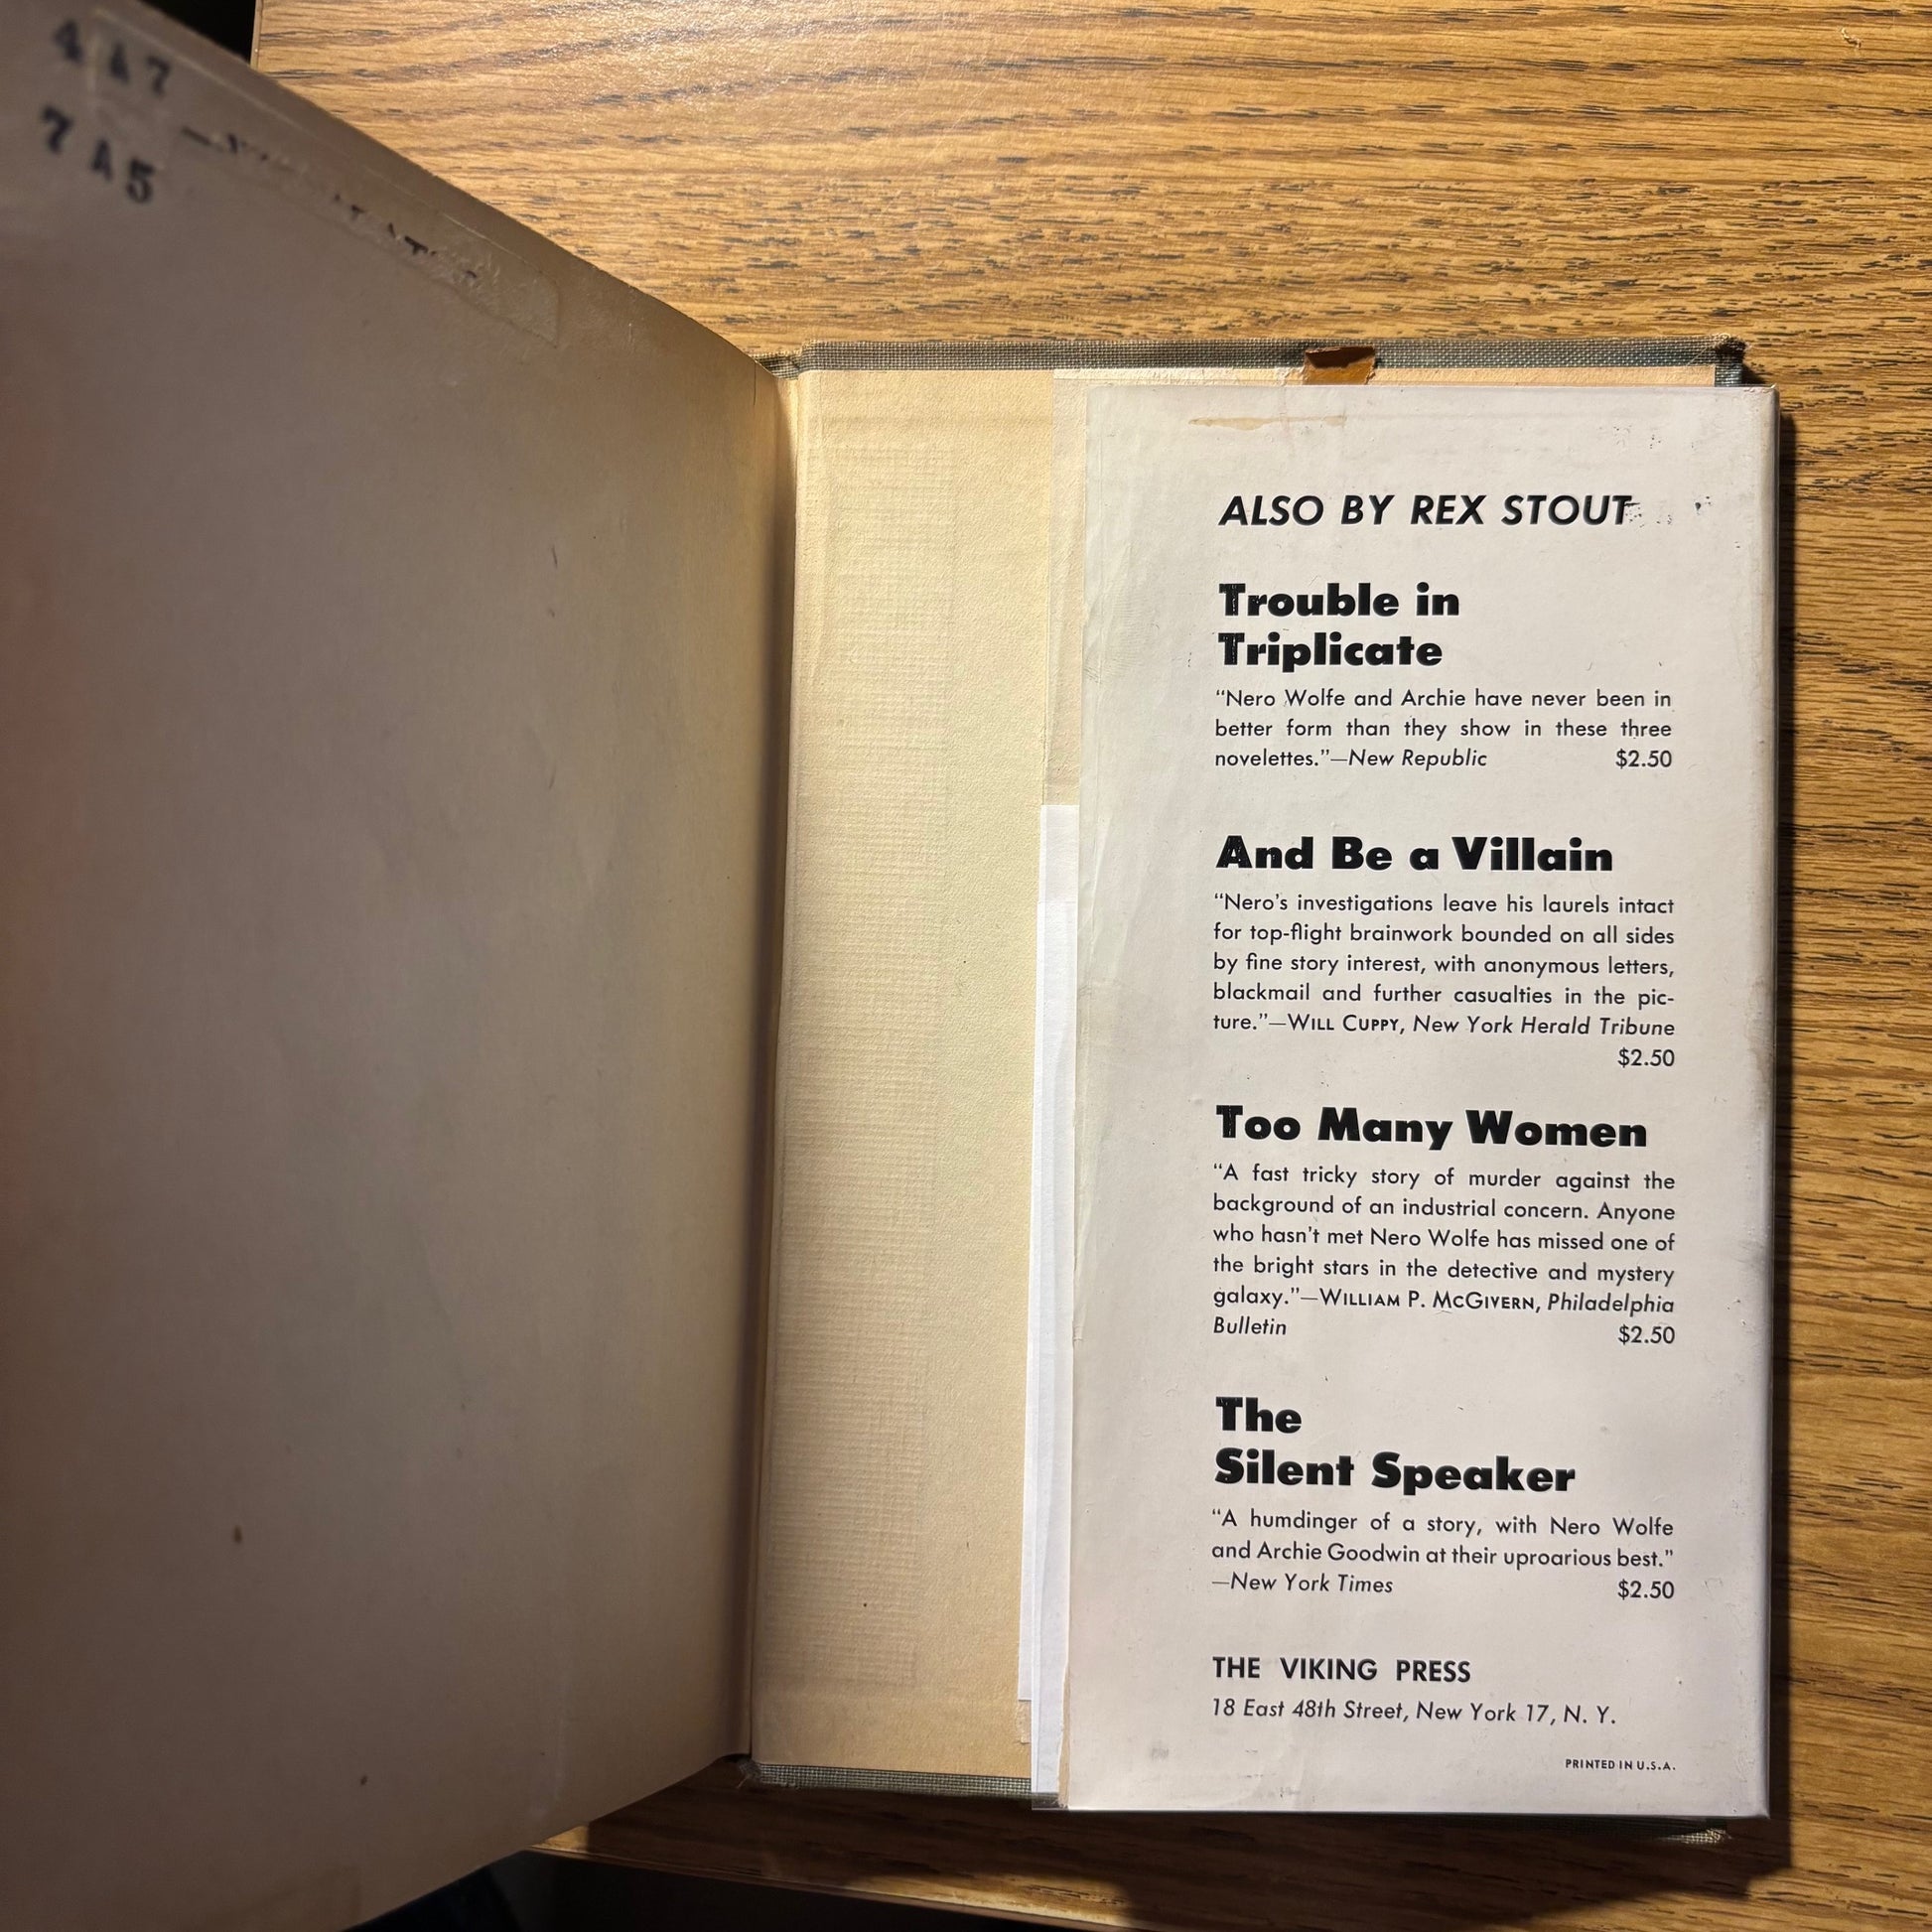 4A7
7A5
ALSO BY REX STOUT
Trouble in
Triplicate
“Nero Wolfe and Archie have never been in
better form than they show in these three
novelettes.”—New Republic $2.50
And Be a Villain
“Nero’s investigations leave his laurels intact
for top-flight brainwork bounded on all sides
by fine story interest, with anonymous letters,
blackmail and further casualties in the pic-
ture.”—WILL CUPPY, New York Herald Tribune
$2.50
Too Many Women
“A fast tricky story of murder against the
background of an industrial concern. Anyone
who hasn’t met Nero Wolfe has missed one of
the bright stars in the detective and mystery
galaxy.”—WILLIAM P. MCGIVERN, Philadelphia
Bulletin $2.50
The
Silent Speaker
“A humdinger of a story, with Nero Wolfe
and Archie Goodwin at their uproarious best.”
—New York Times $2.50
THE VIKING PRESS
18 East 48th Street, New York 17, N. Y.
PRINTED IN U.S.A.